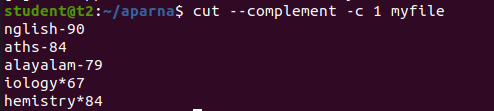 student@t2:~/aparna$ cut --complement -c 1 myfile
nglish-90
aths-84
alayalam-79
iology*67
hemistry*84